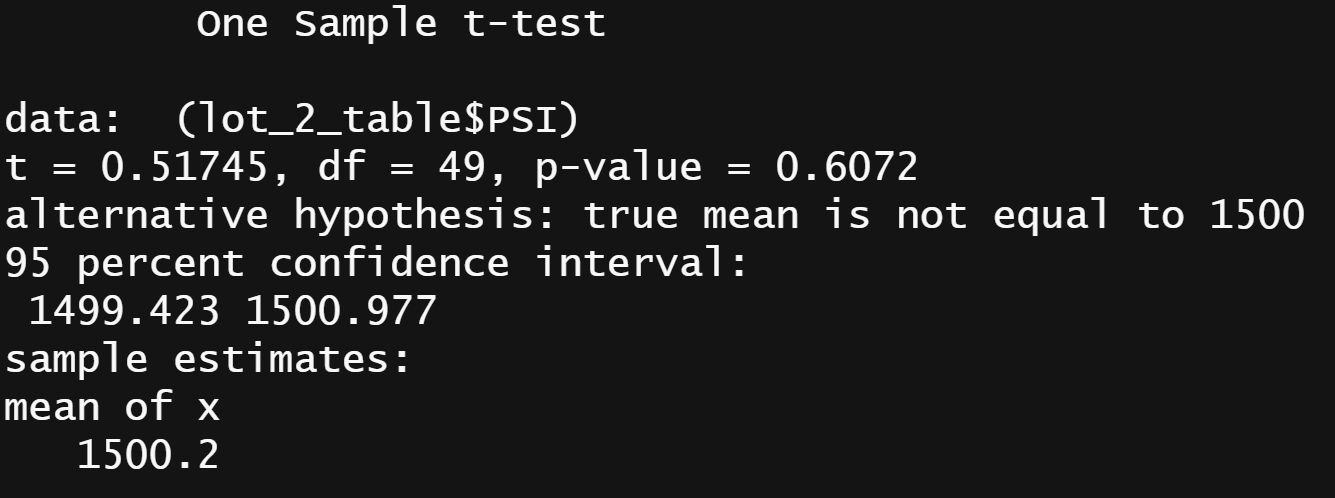 One Sample t-test
data:  (lot_2_table$PSI)
t = 0.51745, df = 49, p-value = 0.6072
alternative hypothesis: true mean is not equal to 1500
95 percent confidence interval:
 1499.423 1500.977
sample estimates:
mean of x
   1500.2